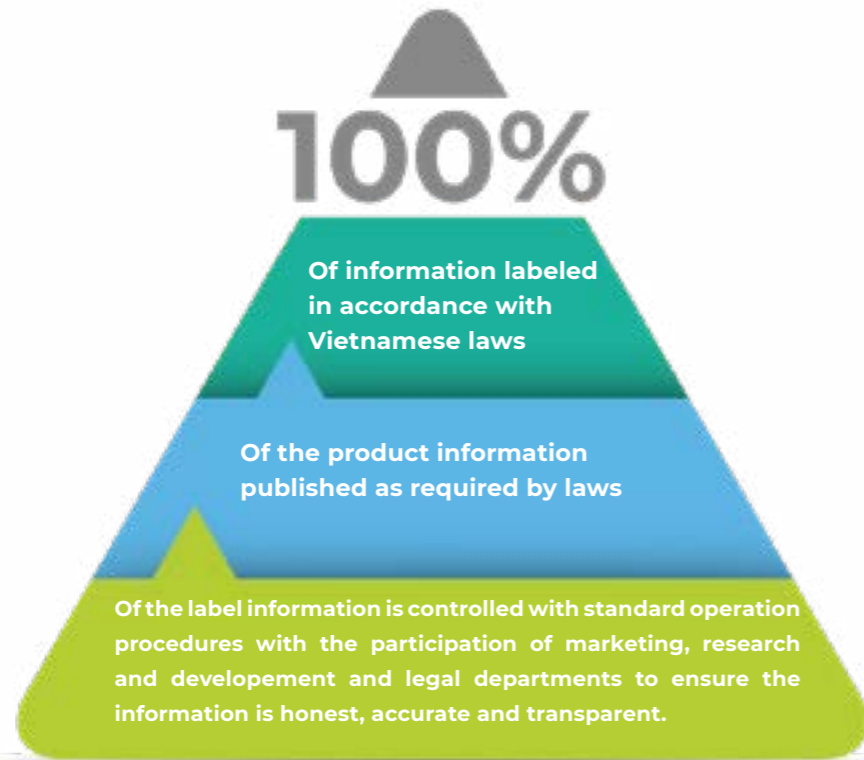 100%
Of information labeled
in accordance with
Vietnamese laws
Of the product information
published as required by laws
Of the label information is controlled with standard operation
procedures with the participation of marketing, research
and developement and legal departments to ensure the
information is honest, accurate and transparent.